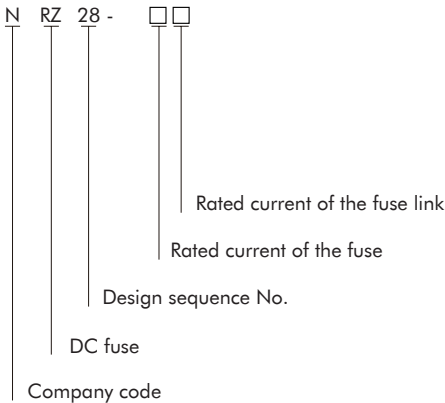 N RZ 28 - □□
Rated current of the fuse link
Rated current of the fuse
Design sequence No.
DC fuse
Company code